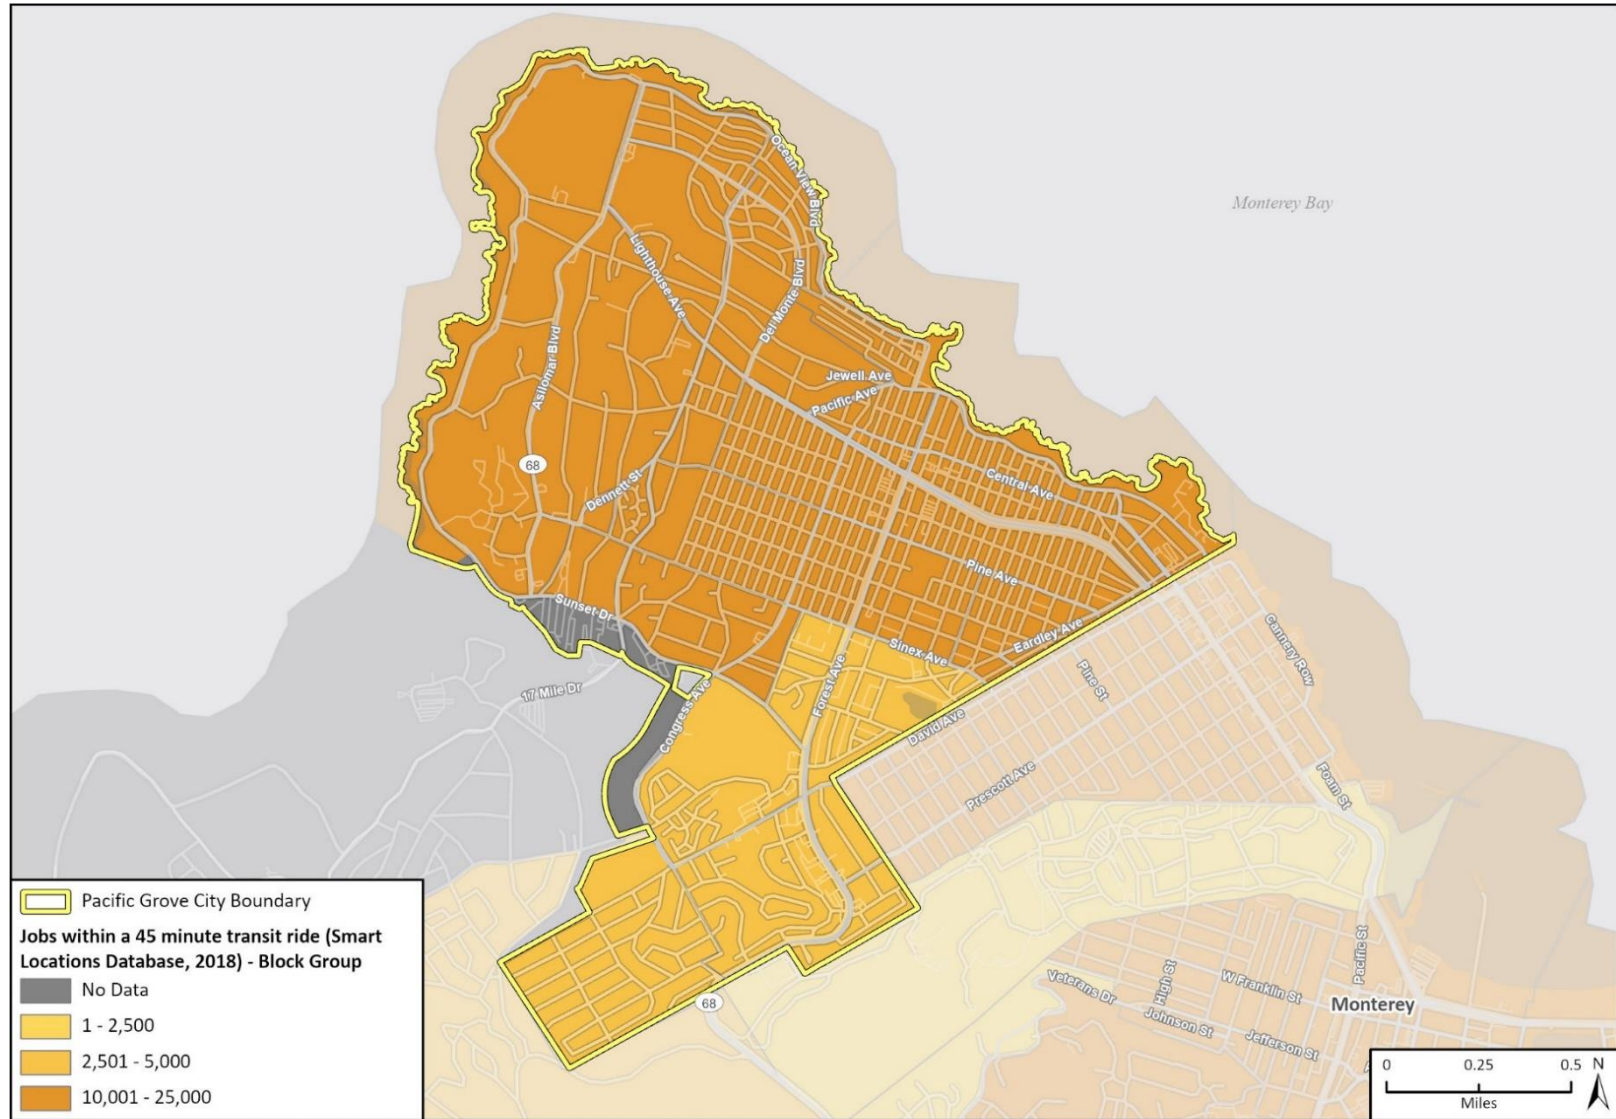 Monterey Bay
Ocean View Blvd
Lighthouse Ave
Del Monte Blvd
Asilomar Blvd
Jewell Ave
Pacific Ave
68
Dennett St
Central Ave
Pine Ave
Sunset Dr
Sinex Ave
Eardley Ave
Cannery Row
Pine St
17 Mile Dr
Congress Ave
Forest Ave
David Ave
Prescott Ave
Foam St
Pacific St
High St
W Franklin St
Veterans Dr
Johnson St
Jefferson St
Monterey
68
Pacific Grove City Boundary
Jobs within a 45 minute transit ride (Smart
Locations Database, 2018) - Block Group
No Data
1 - 2,500
2,501 - 5,000
10,001 - 25,000
0 0.25 0.5
Miles
N